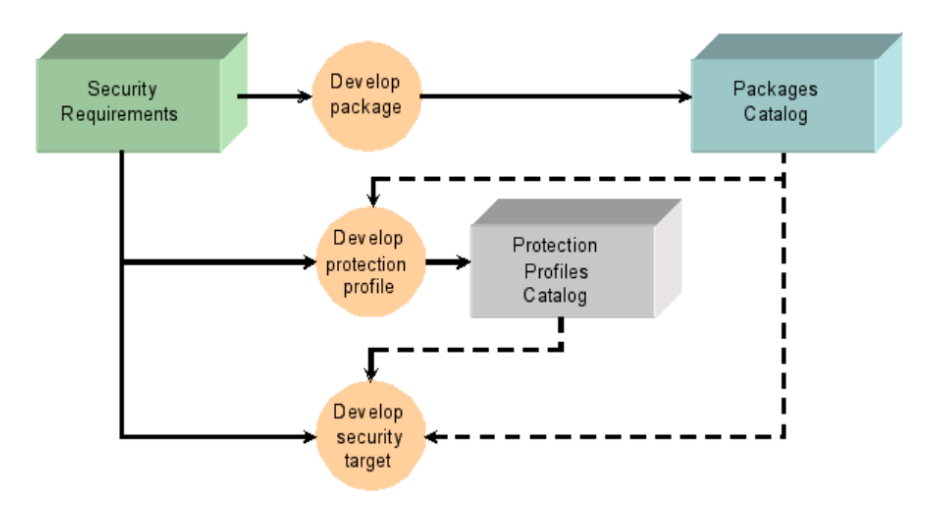 Security
Requirements
Develop
package
Packages
Catalog
Develop
protection
profile
Protection
Profiles
Catalog
Develop
security
target